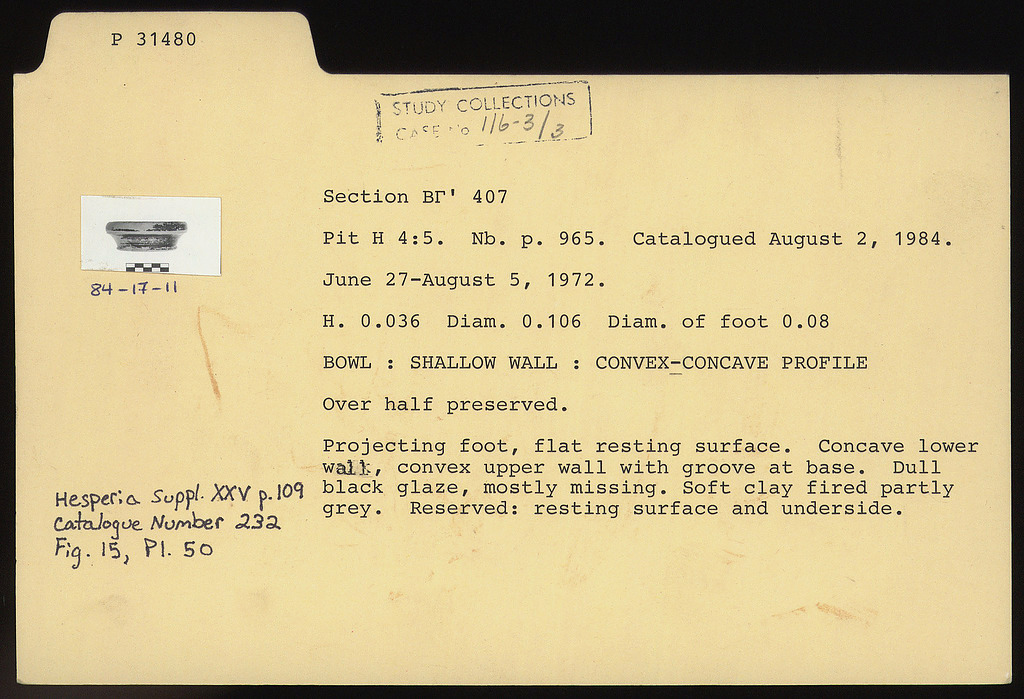 P 31480
STUDY COLLECTIONS
CASE No 116-3/3
Section ΒΓ' 407
Pit H 4:5. Nb. p. 965. Catalogued August 2, 1984.
84-17-11
June 27-August 5, 1972.
H. 0.036 Diam. 0.106 Diam. of foot 0.08
BOWL : SHALLOW WALL : CONVEX-CONCAVE PROFILE
Over half preserved.
Projecting foot, flat resting surface. Concave lower
wall, convex upper wall with groove at base. Dull
black glaze, mostly missing. Soft clay fired partly
grey. Reserved: resting surface and underside.
Hesperia Suppl. XXV p.109
Catalogue Number 232
Fig. 15, Pl. 50